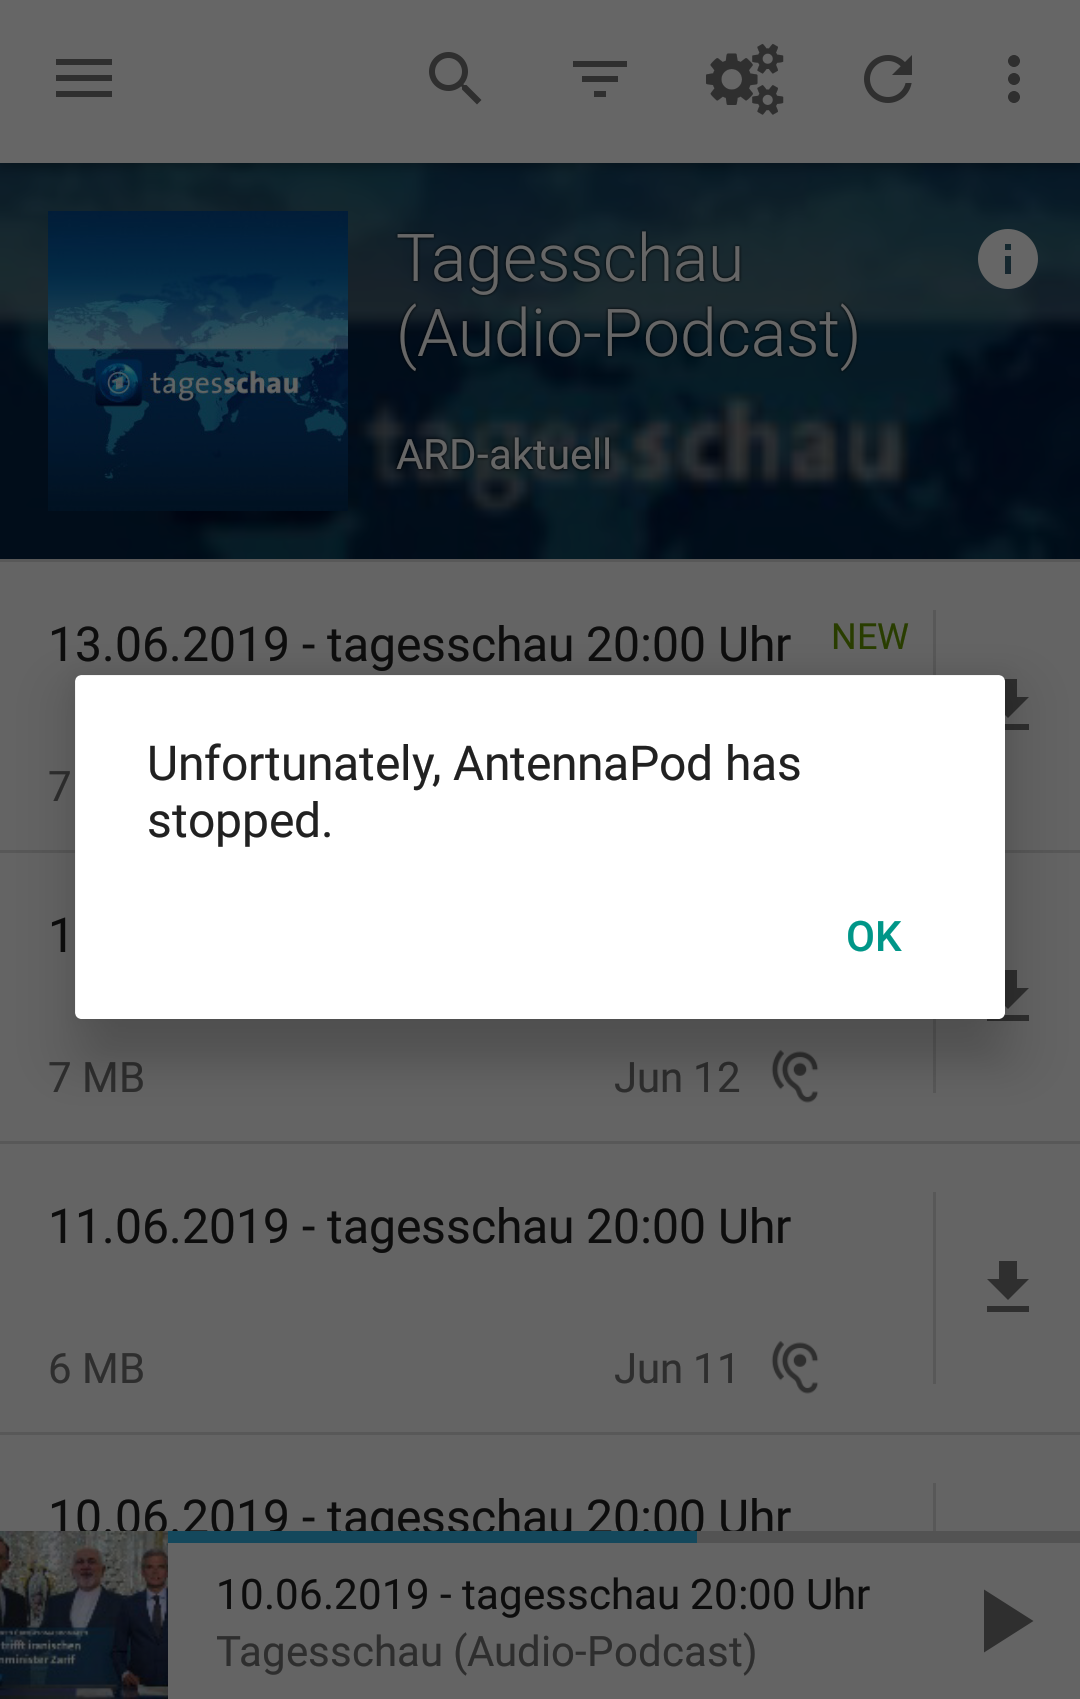 Tagesschau
(Audio-Podcast)
tagesschau
ARD-aktuell
tagesschau
13.06.2019 - tagesschau 20:00 Uhr
NEW
7
Unfortunately, AntennaPod has
stopped.
OK
1
7 MB
Jun 12
11.06.2019 - tagesschau 20:00 Uhr
6 MB
Jun 11
10.06.2019 - tagesschau 20:00 Uhr
10.06.2019 - tagesschau 20:00 Uhr
Tagesschau (Audio-Podcast)
trifft iranischen
minister Zarif